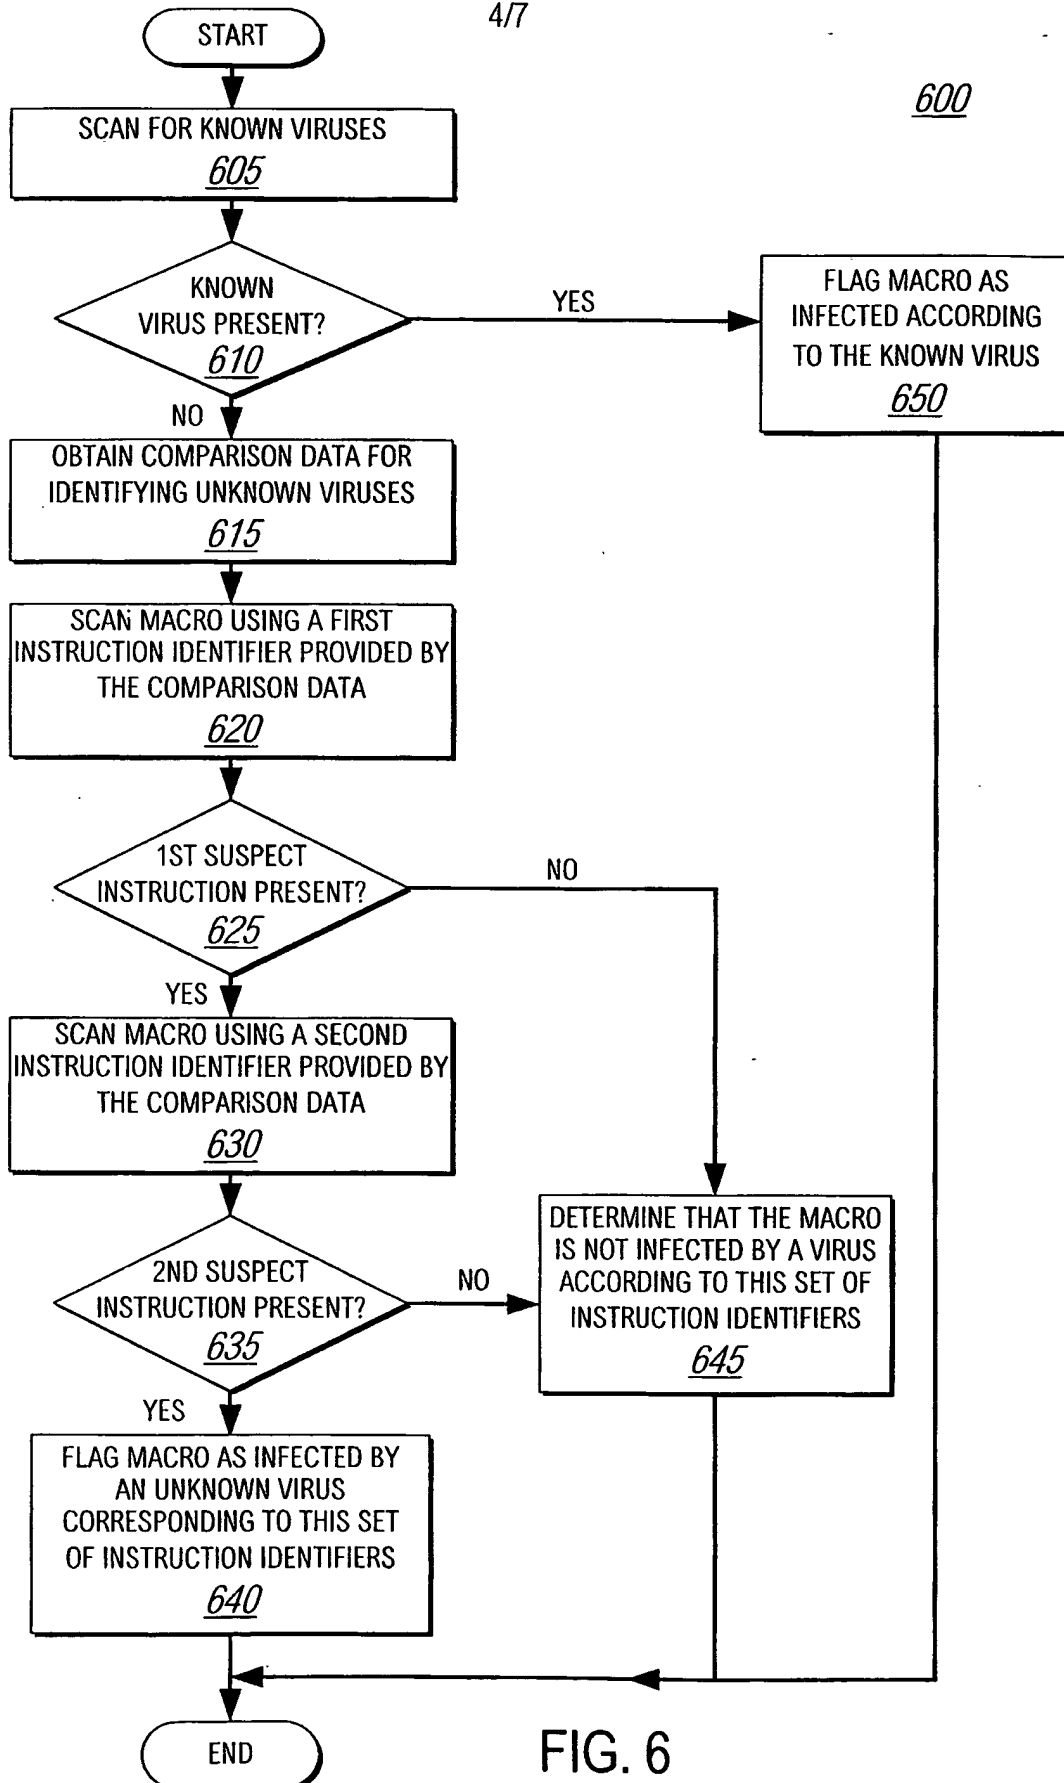 4/7
START
600
SCAN FOR KNOWN VIRUSES
605
KNOWN
VIRUS PRESENT?
610
YES
FLAG MACRO AS
INFECTED ACCORDING
TO THE KNOWN VIRUS
650
NO
OBTAIN COMPARISON DATA FOR
IDENTIFYING UNKNOWN VIRUSES
615
SCAN MACRO USING A FIRST
INSTRUCTION IDENTIFIER PROVIDED BY
THE COMPARISON DATA
620
1ST SUSPECT
INSTRUCTION PRESENT?
625
NO
YES
SCAN MACRO USING A SECOND
INSTRUCTION IDENTIFIER PROVIDED BY
THE COMPARISON DATA
630
2ND SUSPECT
INSTRUCTION PRESENT?
635
NO
DETERMINE THAT THE MACRO
IS NOT INFECTED BY A VIRUS
ACCORDING TO THIS SET OF
INSTRUCTION IDENTIFIERS
645
YES
FLAG MACRO AS INFECTED BY
AN UNKNOWN VIRUS
CORRESPONDING TO THIS SET
OF INSTRUCTION IDENTIFIERS
640
END
FIG. 6